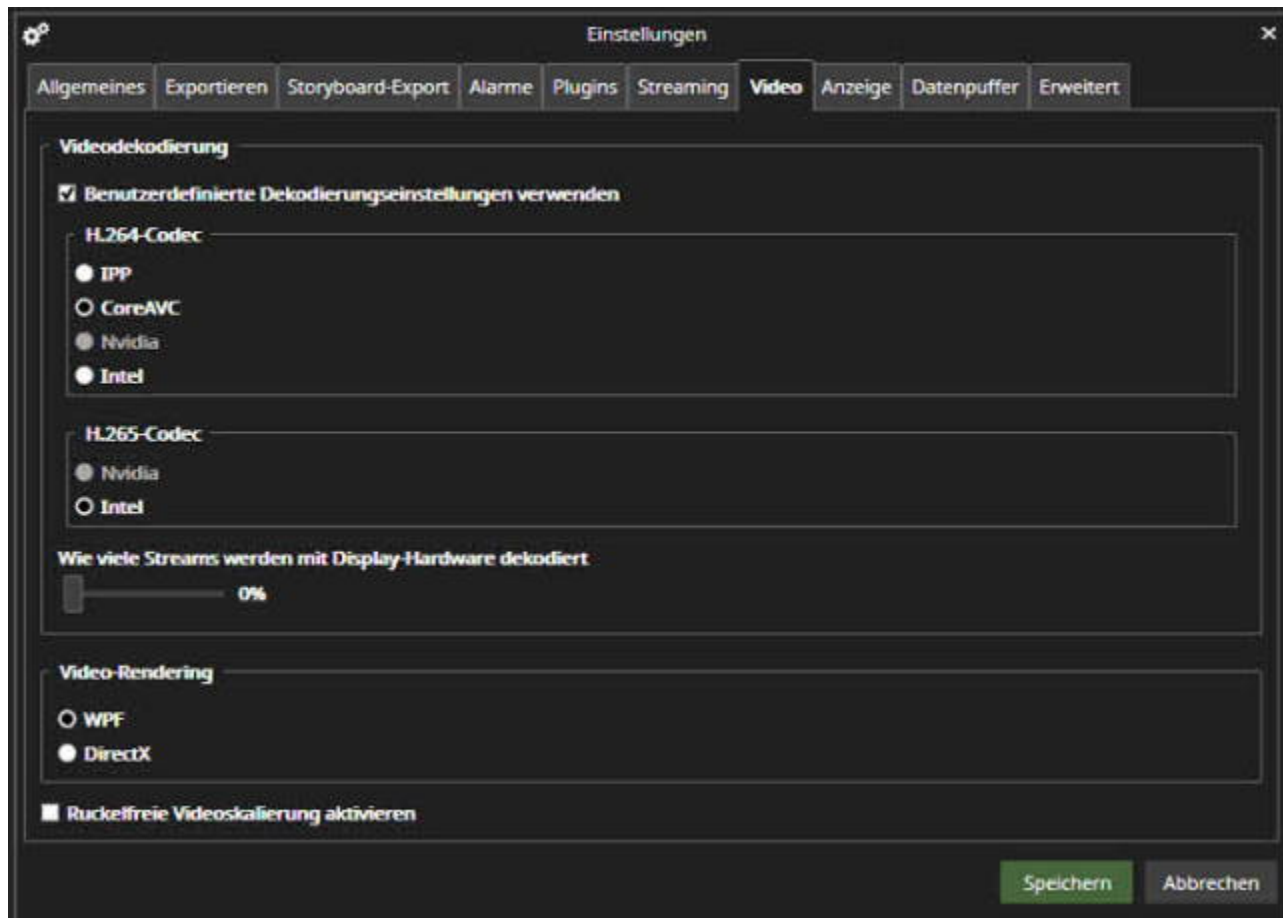 Einstellungen
Allgemeines Exportieren Storyboard-Export Alarme Plugins Streaming Video Anzeige Datenpuffer Erweitert
Videodekodierung
Benutzerdefinierte Dekodierungseinstellungen verwenden
H.264-Codec
IPP
CoreAVC
Nvidia
Intel
H.265-Codec
Nvidia
Intel
Wie viele Streams werden mit Display-Hardware dekodiert
0%
Video-Rendering
WPF
DirectX
Ruckelfreie Videoskalierung aktivieren
Speichern Abbrechen